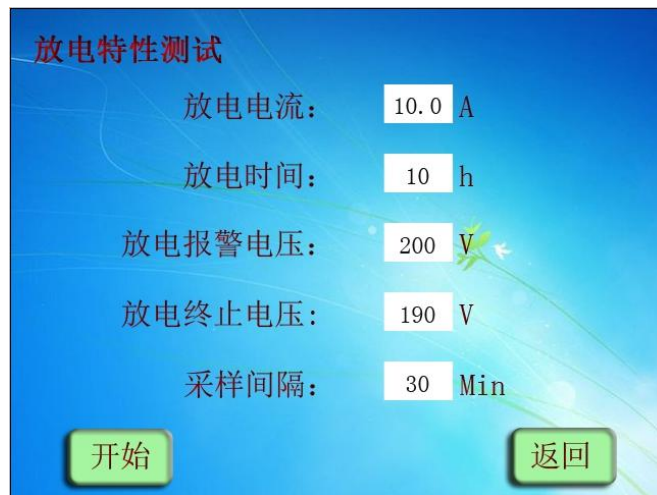 放电特性测试
放电电流： 10.0 A
放电时间： 10 h
放电报警电压： 200 V
放电终止电压: 190 V
采样间隔： 30 Min
开始 返回